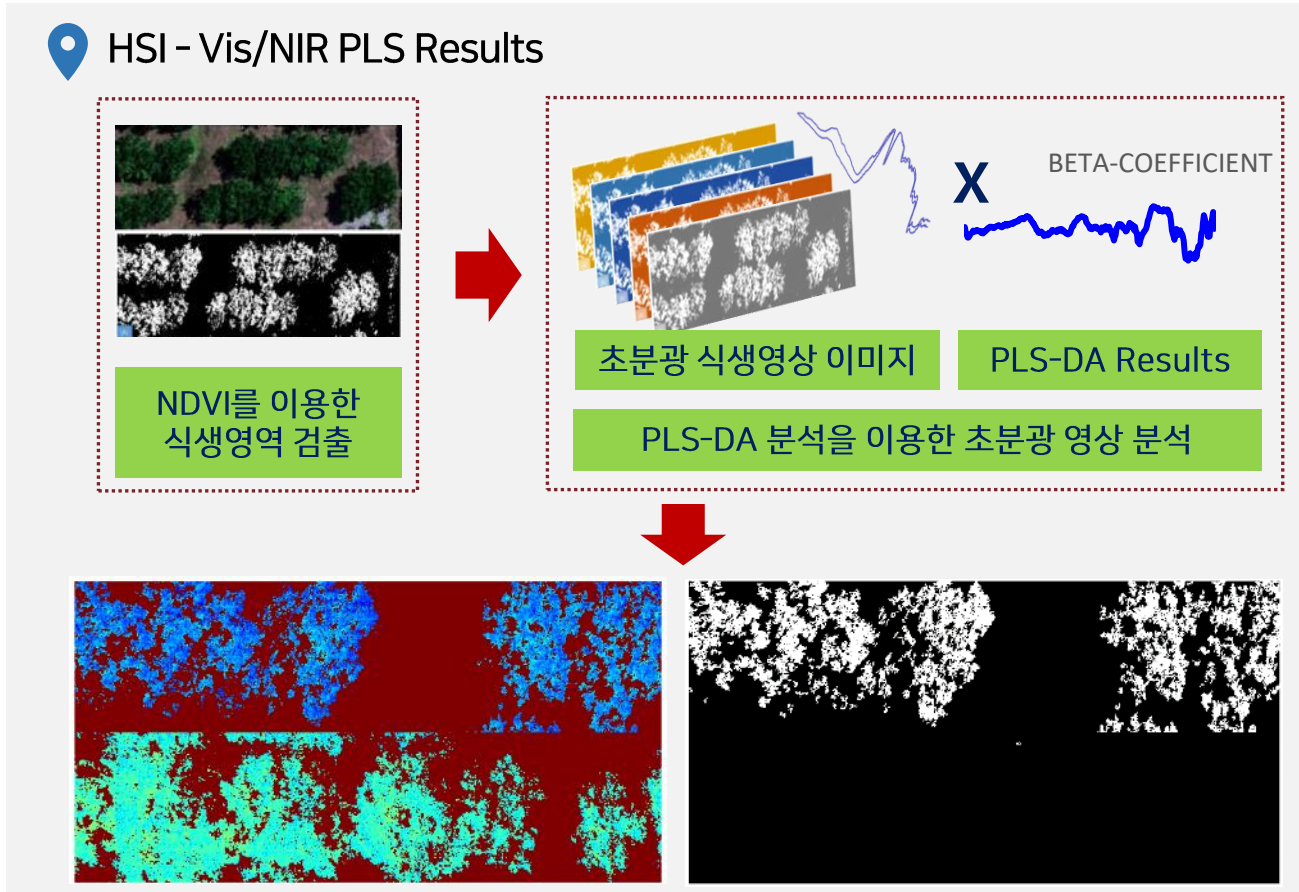 HSI - Vis/NIR PLS Results
NDVI를 이용한
식생영역 검출
X
BETA-COEFFICIENT
초분광 식생영상 이미지
PLS-DA Results
PLS-DA 분석을 이용한 초분광 영상 분석